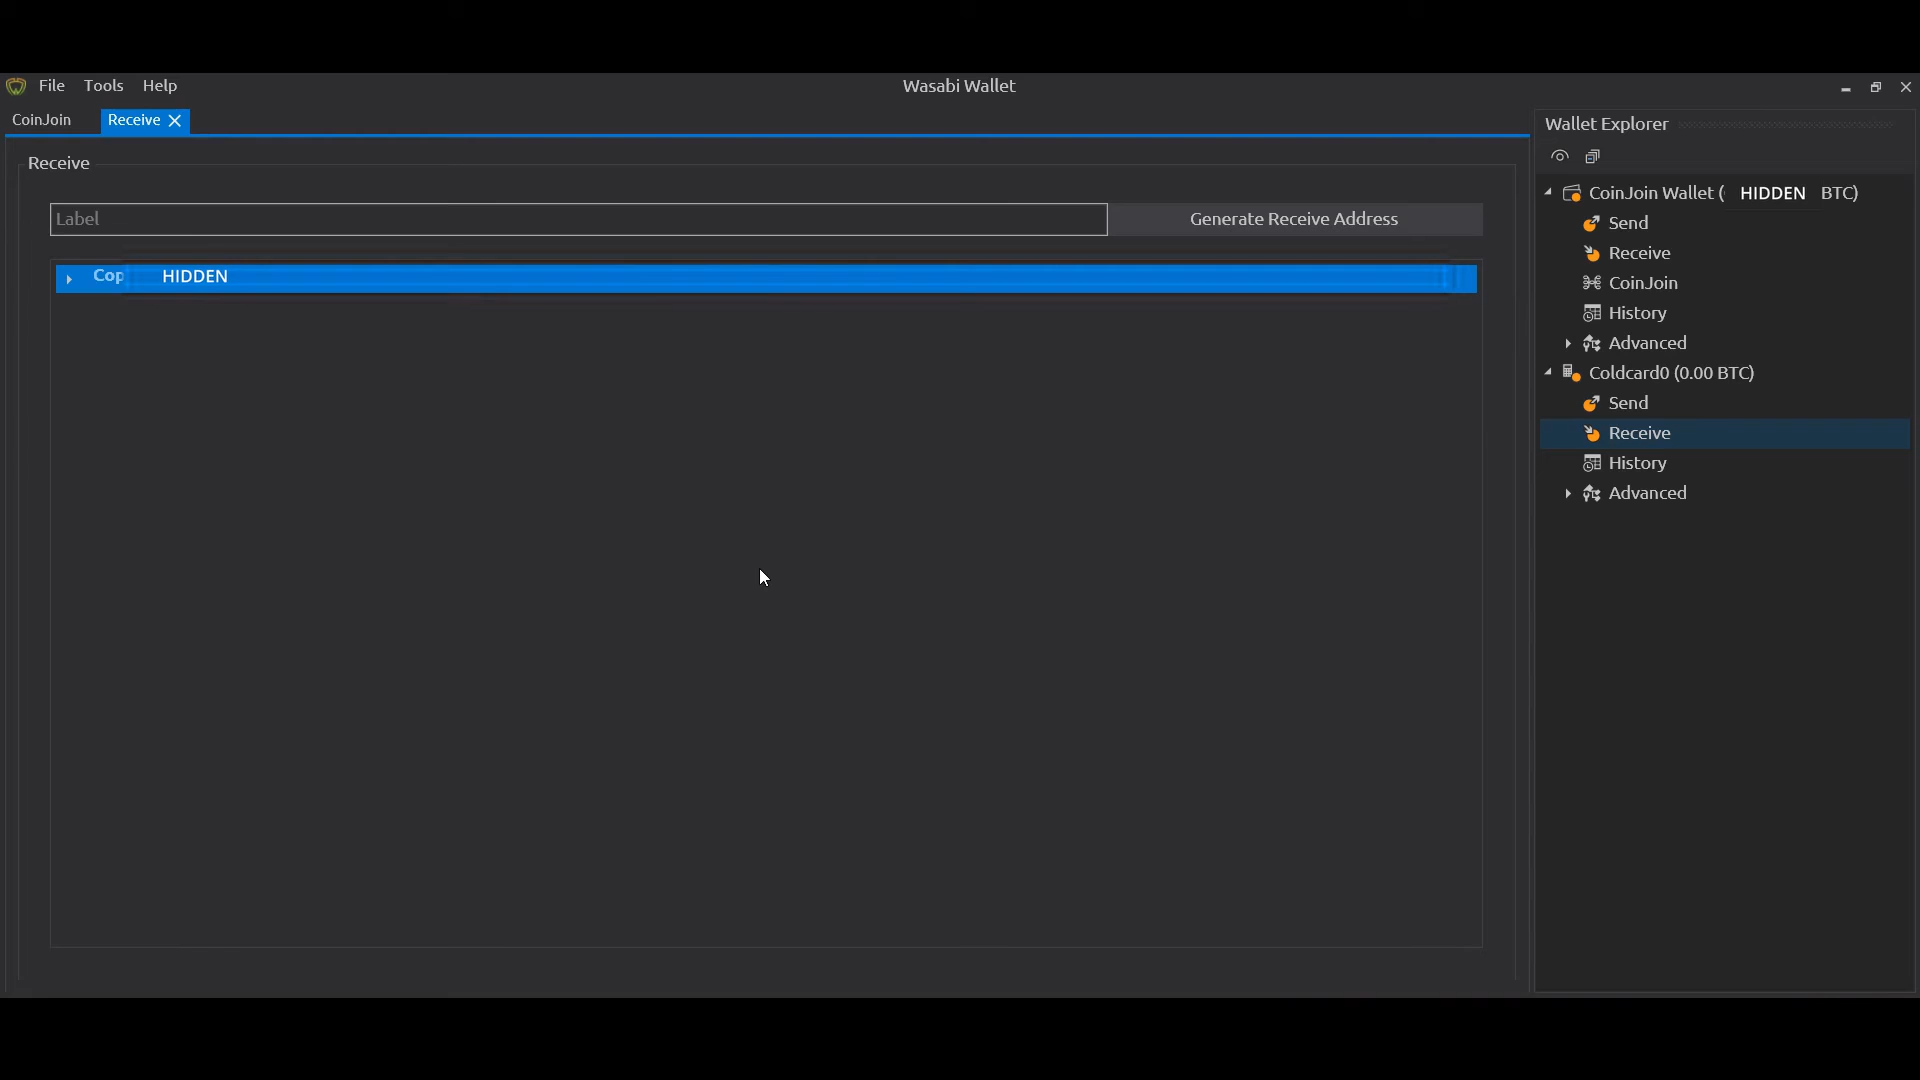 File Tools Help
Wasabi Wallet
CoinJoin Receive
Receive
Label
Generate Receive Address
HIDDEN
Wallet Explorer
CoinJoin Wallet ( HIDDEN BTC)
Send
Receive
CoinJoin
History
Advanced
Coldcard0 (0.00 BTC)
Send
Receive
History
Advanced